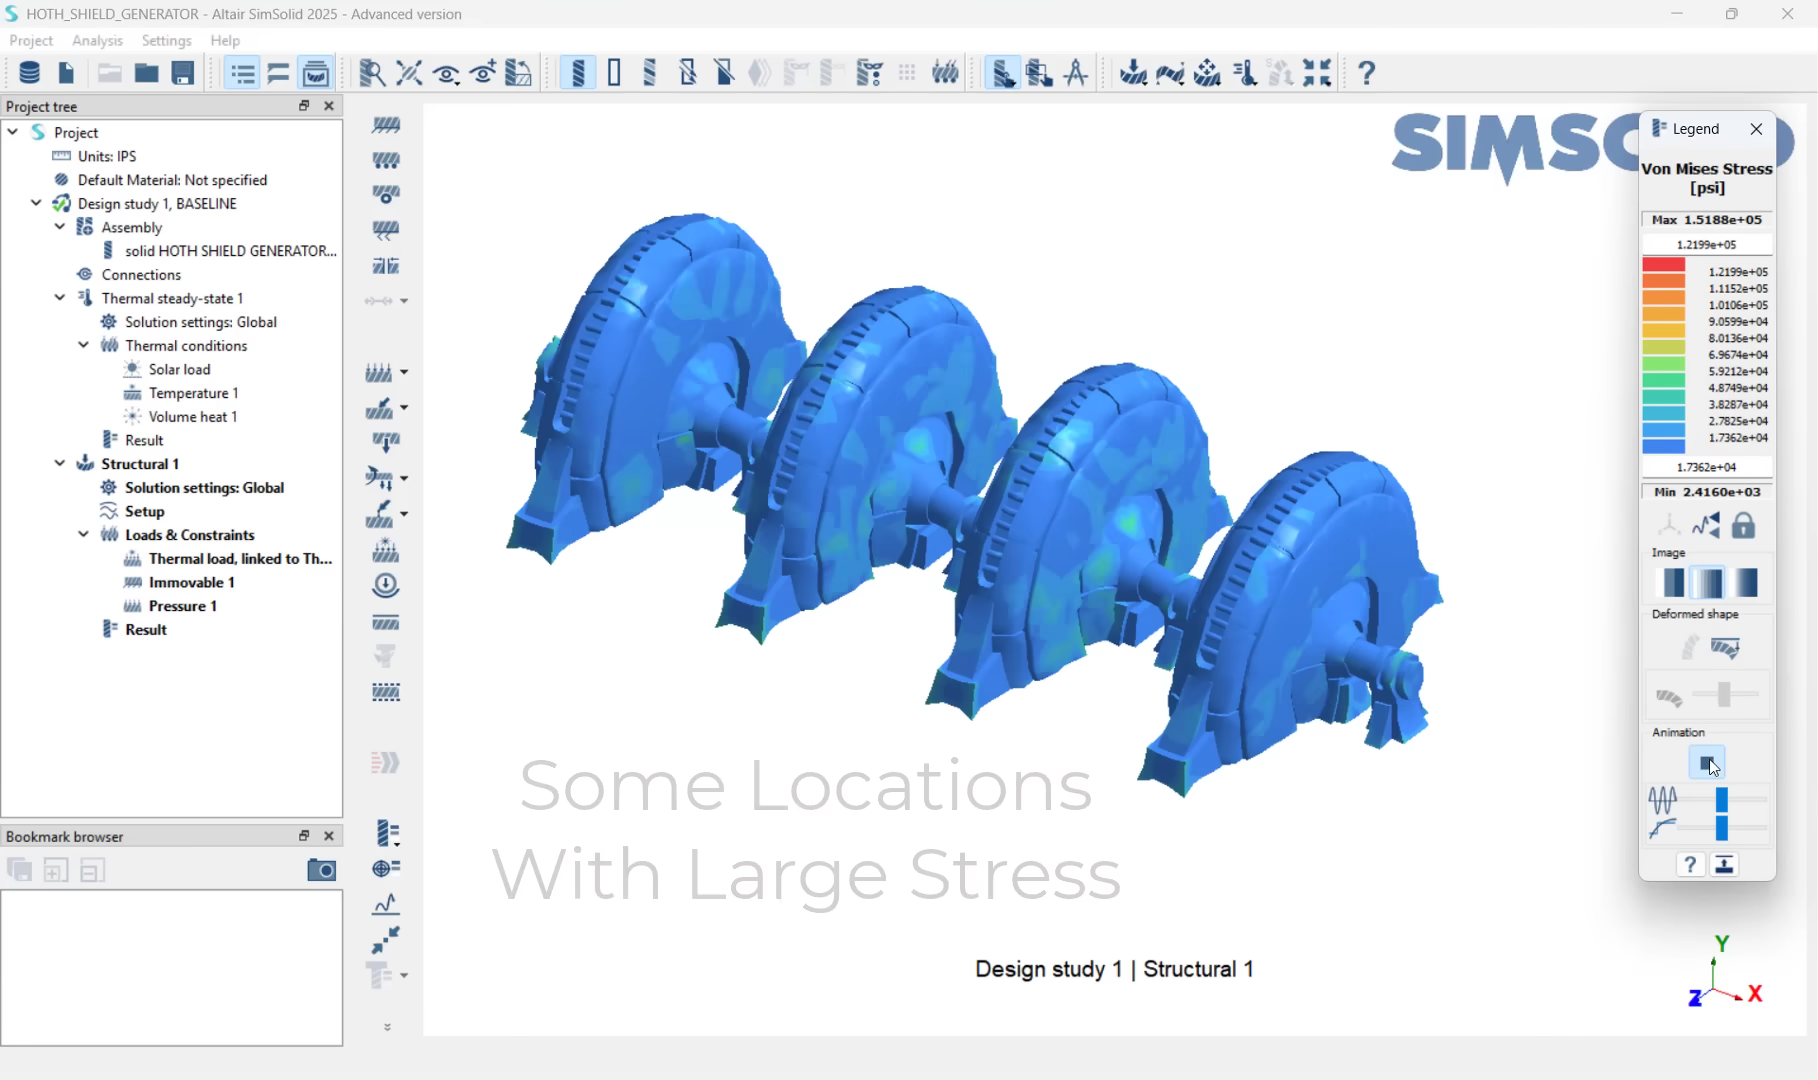 HOTH_SHIELD_GENERATOR - Altair SimSolid 2025 - Advanced version
Project Analysis Settings Help
Project tree
Project
Units: IPS
Default Material: Not specified
Design study 1, BASELINE
Assembly
solid HOTH SHIELD GENERATOR...
Connections
Thermal steady-state 1
Solution settings: Global
Thermal conditions
Solar load
Temperature 1
Volume heat 1
Result
Structural 1
Solution settings: Global
Setup
Loads & Constraints
Thermal load, linked to Th...
Immovable 1
Pressure 1
Result
Bookmark browser
Some Locations
With Large Stress
Design study 1 | Structural 1
Legend
Von Mises Stress
[psi]
Max 1.5188e+05
1.2199e+05
1.2199e+05
1.1152e+05
1.0106e+05
9.0599e+04
8.0136e+04
6.9674e+04
5.9212e+04
4.8749e+04
3.8287e+04
2.7825e+04
1.7362e+04
1.7362e+04
Min 2.4160e+03
Image
Deformed shape
Animation
?
Y
Z X